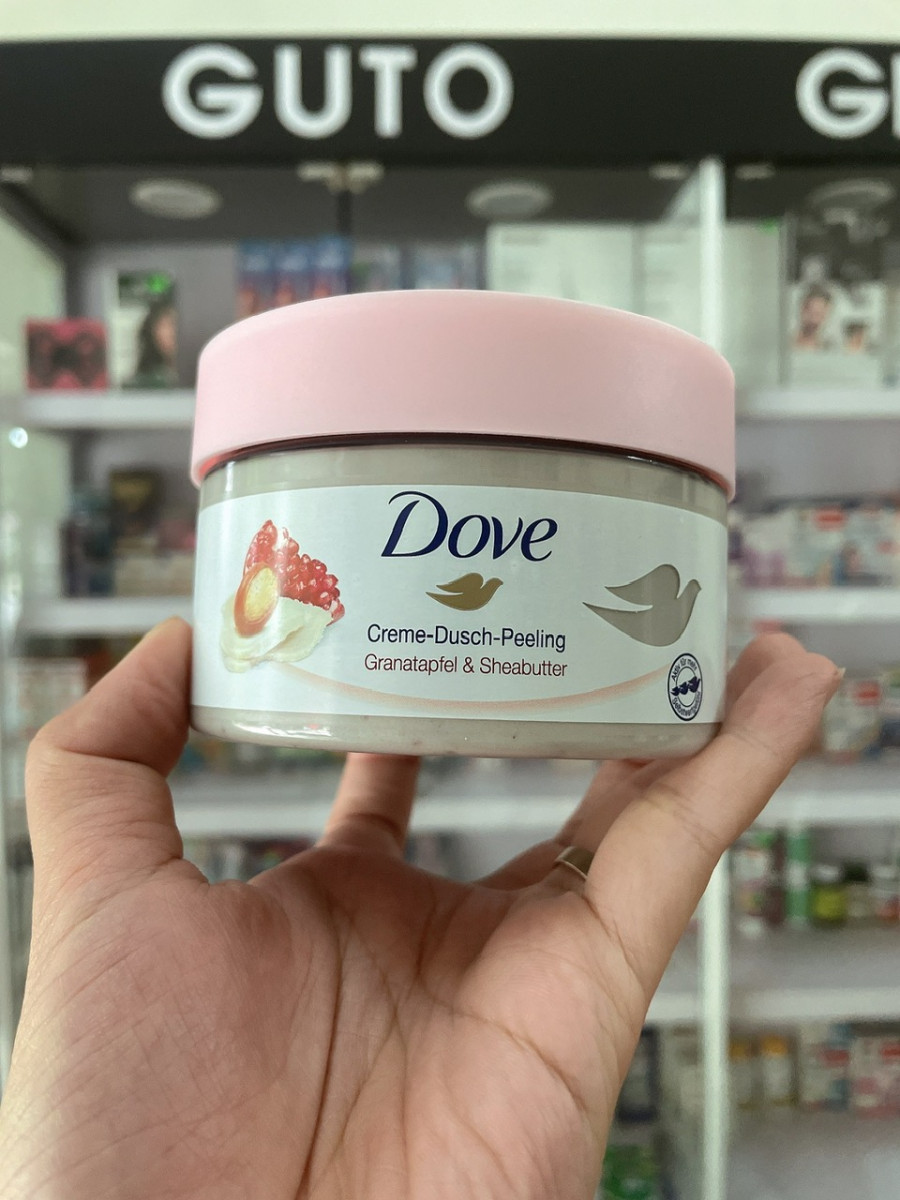 GUTO
G
Dove
Creme-Dusch-Peeling
Granatapfel & Sheabutter